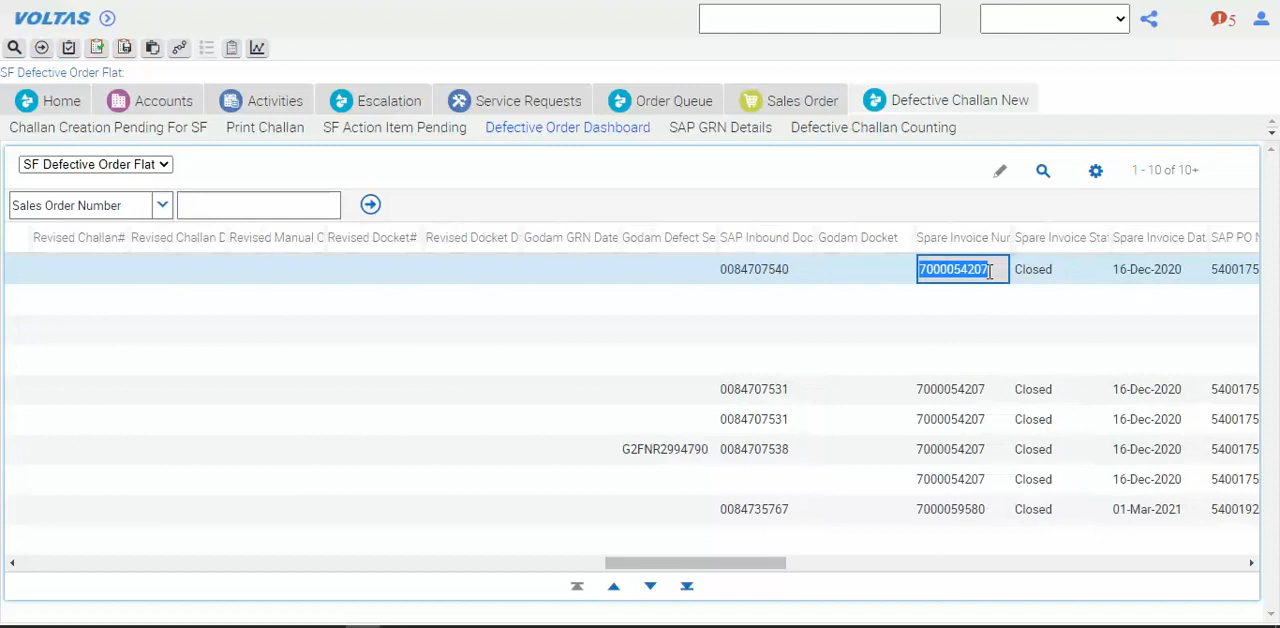 VOLTAS
5
SF Defective Order Flat:
Home Accounts Activities Escalation Service Requests Order Queue Sales Order Defective Challan New
Challan Creation Pending For SF Print Challan SF Action Item Pending Defective Order Dashboard SAP GRN Details Defective Challan Counting
SF Defective Order Flat 1 - 10 of 10+
Sales Order Number
Revised Challan# Revised Challan D Revised Manual C Revised Docket# Revised Docket D Godam GRN Date Godam Defect Se SAP Inbound Doc Godam Docket Spare Invoice Nur Spare Invoice Stat Spare Invoice Dat SAP PO N
0084707540 7000054207 Closed 16-Dec-2020 5400175
0084707531 7000054207 Closed 16-Dec-2020 5400175
0084707531 7000054207 Closed 16-Dec-2020 5400175
G2FNR2994790 0084707538 7000054207 Closed 16-Dec-2020 5400175
7000054207 Closed 16-Dec-2020 5400175
0084735767 7000059580 Closed 01-Mar-2021 5400192